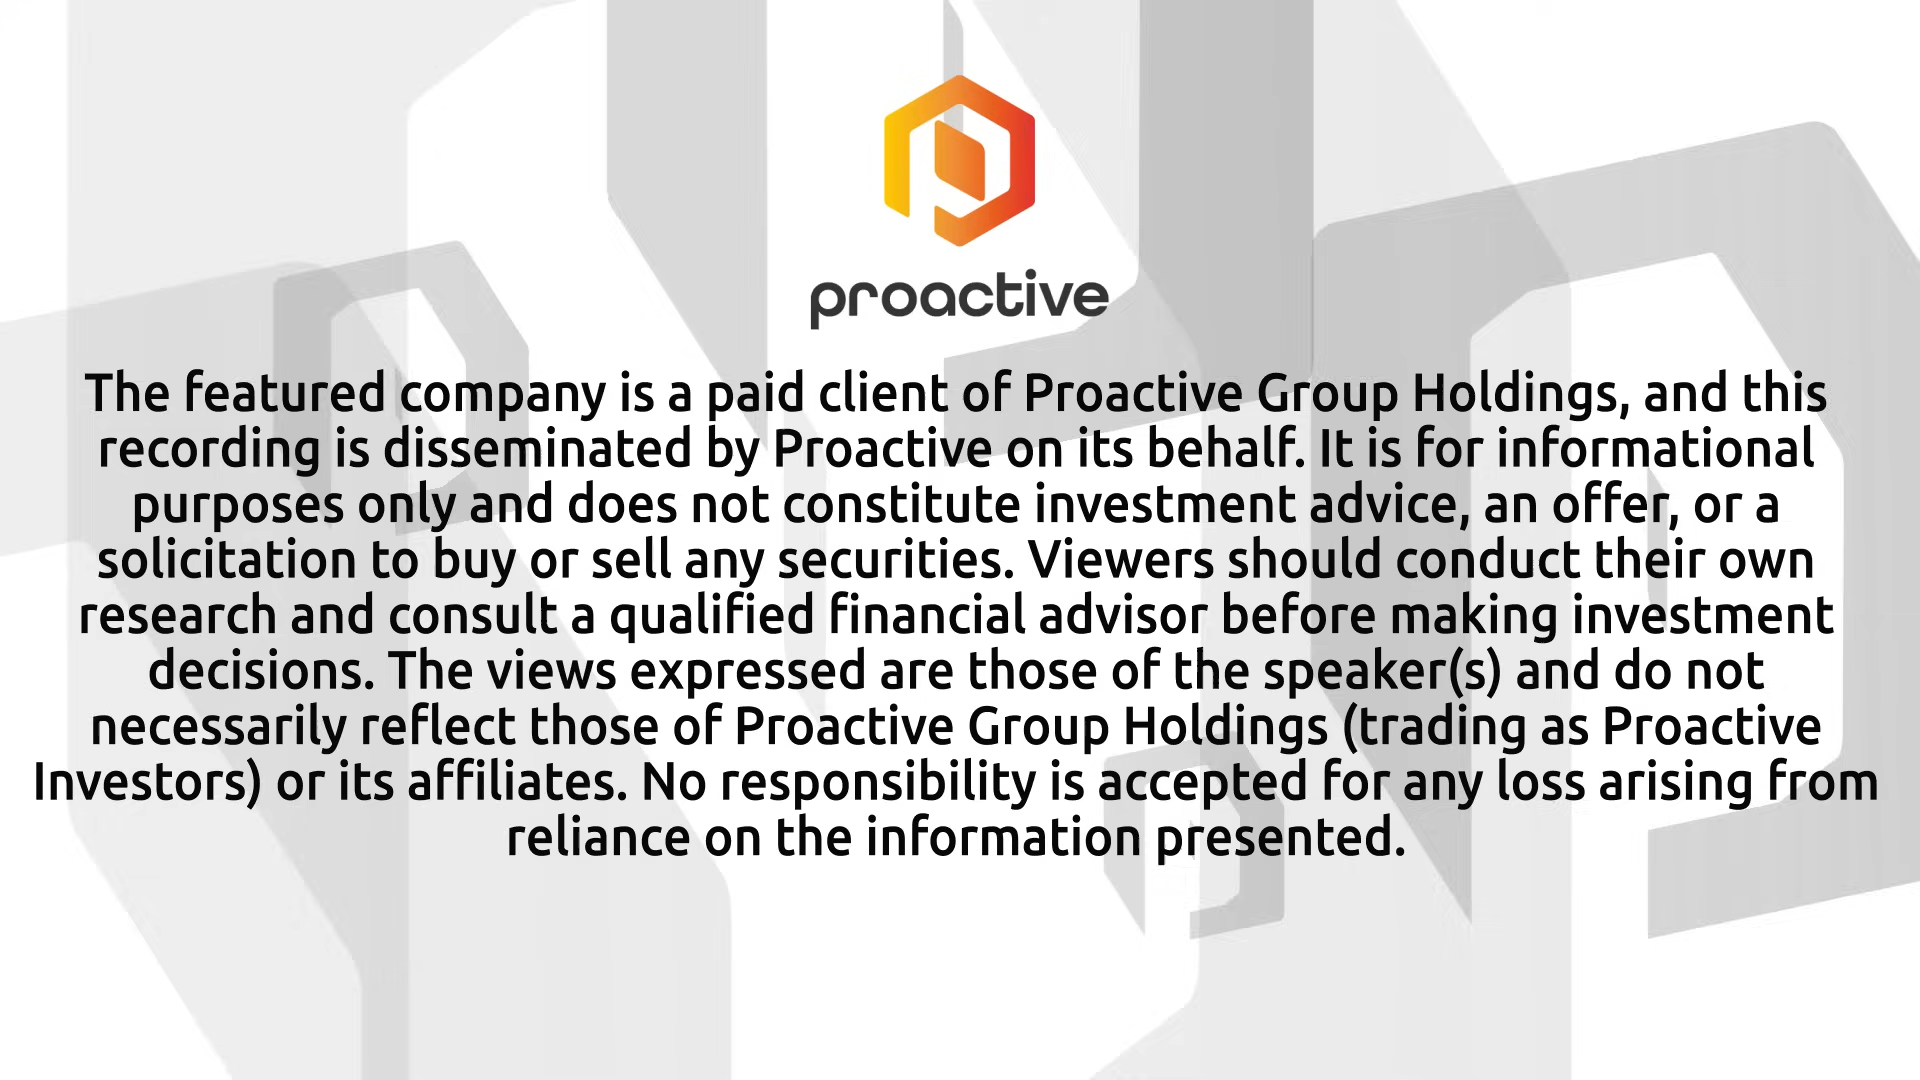 proactive
The featured company is a paid client of Proactive Group Holdings, and this
recording is disseminated by Proactive on its behalf. It is for informational
purposes only and does not constitute investment advice, an offer, or a
solicitation to buy or sell any securities. Viewers should conduct their own
research and consult a qualified financial advisor before making investment
decisions. The views expressed are those of the speaker(s) and do not
necessarily reflect those of Proactive Group Holdings (trading as Proactive
Investors) or its affiliates. No responsibility is accepted for any loss arising from
reliance on the information presented.